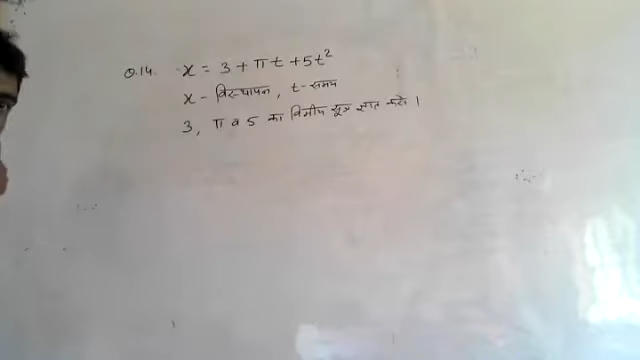 Q.14. x = 3 + πt + 5t²
x - विस्थापन, t - समय
3, π व 5 का विमीय सूत्र ज्ञात करो।